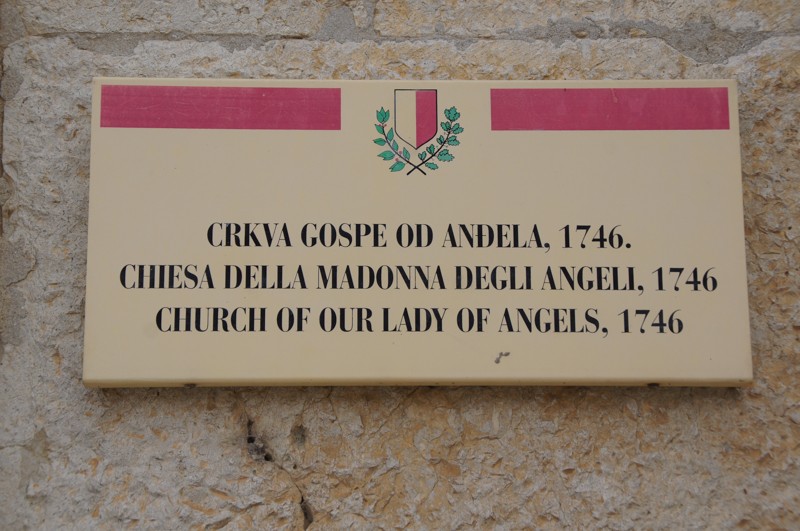 CRKVA GOSPE OD ANĐELA, 1746.
CHIESA DELLA MADONNA DEGLI ANGELI, 1746
CHURCH OF OUR LADY OF ANGELS, 1746